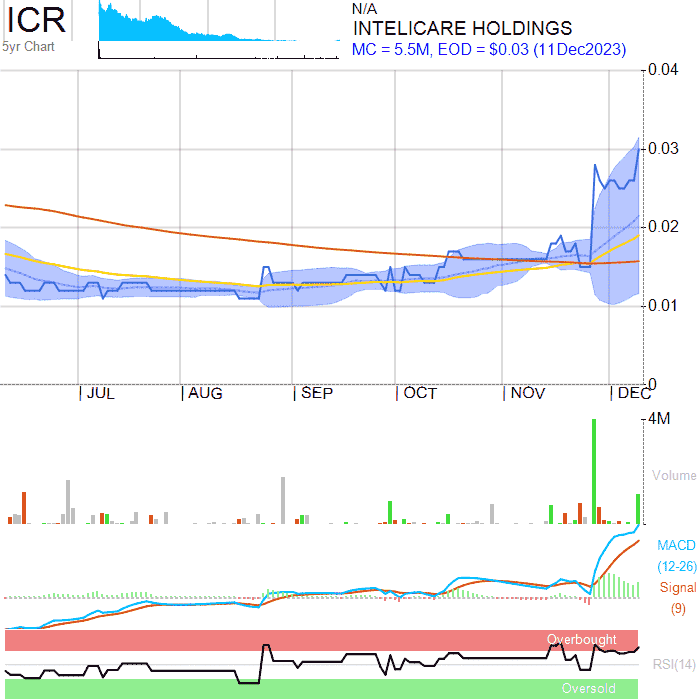 ICR
5yr Chart
N/A
INTELICARE HOLDINGS
MC = 5.5M, EOD = $0.03 (11Dec2023)
0.04
0.03
0.02
0.01
0
| JUL | AUG | SEP | OCT | NOV | DEC
4M
Volume
MACD
(12-26)
Signal
(9)
Overbought
RSI(14)
Oversold